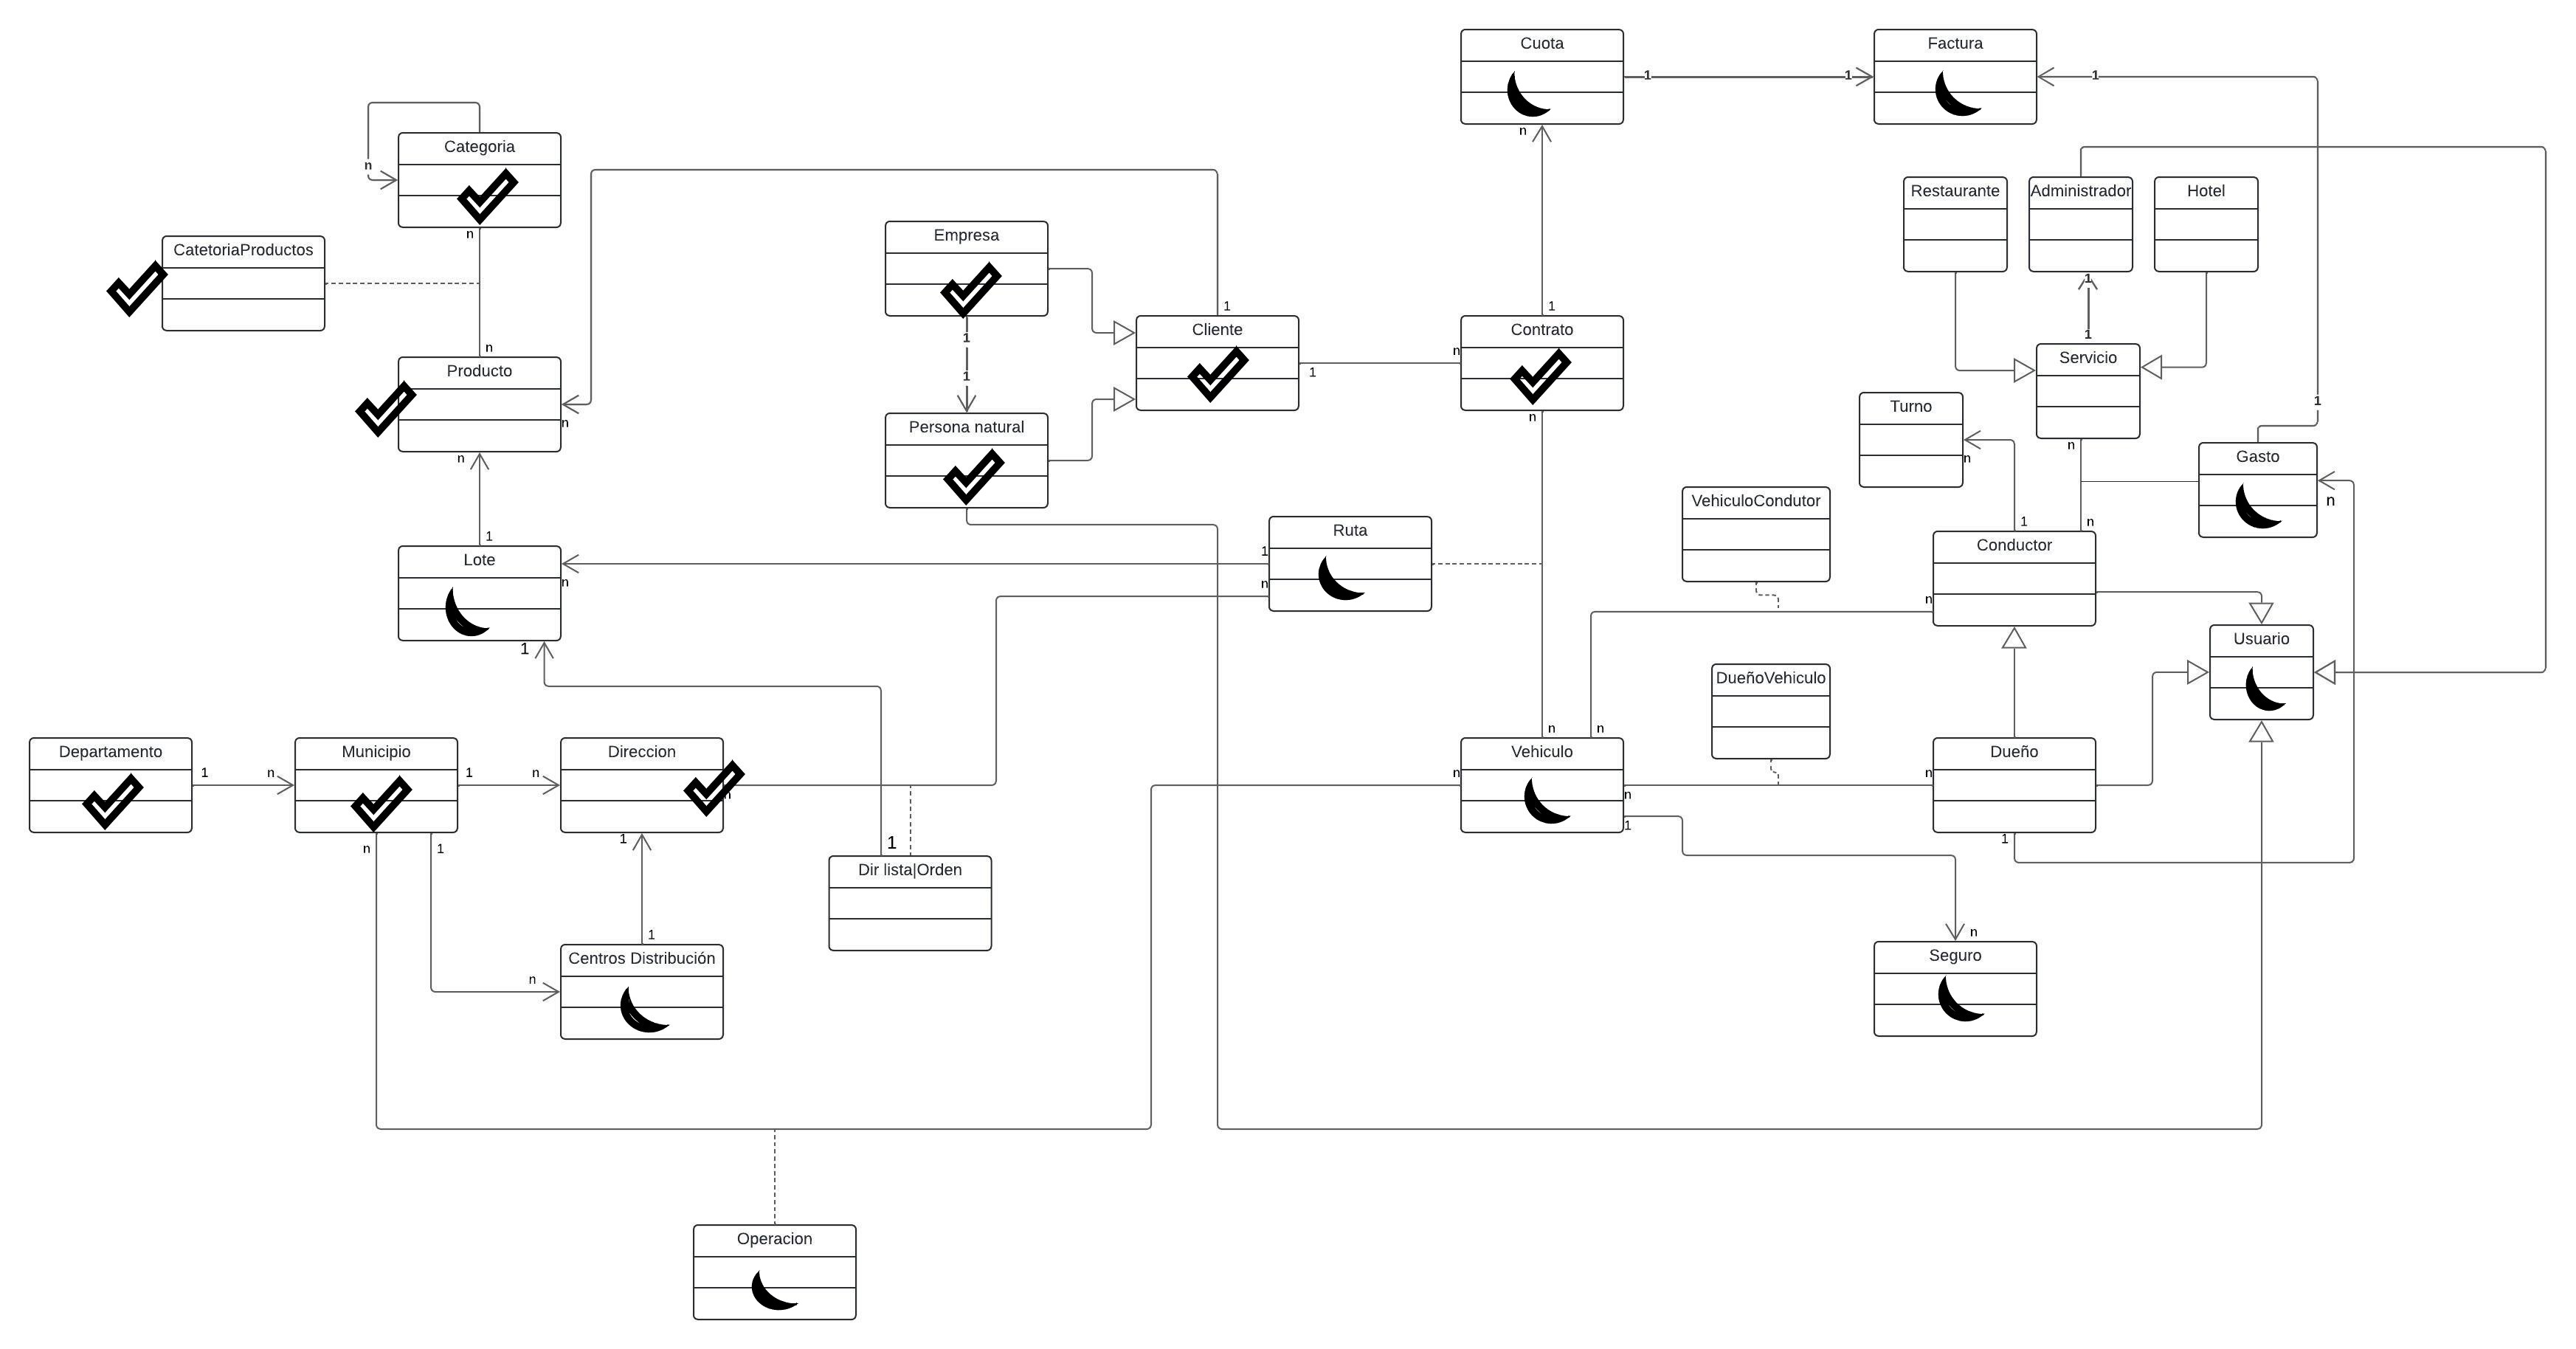 Cuota
Factura
1
1
1
n
Categoria
n
n
Restaurante
Administrador
Hotel
CatetoriaProductos
Empresa
1
1
1
1
1
Cliente
Contrato
1
n
Servicio
n
Producto
n
1
1
n
1
Turno
n
Persona natural
n
n
n
Gasto
n
n
VehiculoCondutor
1
n
1
Ruta
Conductor
Lote
1
n
n
n
1
Usuario
DueñoVehiculo
n
n
Departamento
Municipio
Direccion
Vehiculo
Dueño
1
n
1
n
n
n
n
n
1
1
n
1
1
1
Dir lista|Orden
1
n
Centros Distribución
n
Seguro
Operacion